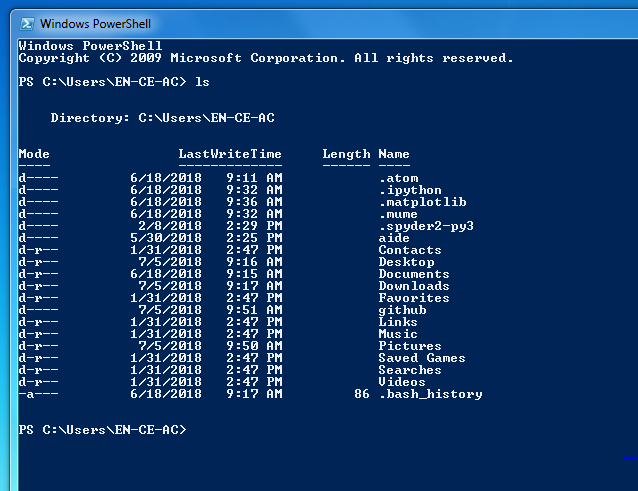 Windows PowerShell
Windows PowerShell
Copyright (C) 2009 Microsoft Corporation. All rights reserved.
PS C:\Users\EN-CE-AC> ls
Directory: C:\Users\EN-CE-AC
Mode LastWriteTime Length Name
---- ------------- ------ ----
d---- 6/18/2018 9:11 AM .atom
d---- 6/18/2018 9:32 AM .ipython
d---- 6/18/2018 9:36 AM .matplotlib
d---- 6/18/2018 9:32 AM .mume
d---- 2/8/2018 2:29 PM .spyder2-py3
d---- 5/30/2018 2:25 PM aide
d-r-- 1/31/2018 2:47 PM Contacts
d-r-- 7/5/2018 9:16 AM Desktop
d-r-- 6/18/2018 9:15 AM Documents
d-r-- 7/5/2018 9:17 AM Downloads
d-r-- 1/31/2018 2:47 PM Favorites
d---- 7/5/2018 9:51 AM github
d-r-- 1/31/2018 2:47 PM Links
d-r-- 1/31/2018 2:47 PM Music
d-r-- 7/5/2018 9:50 AM Pictures
d-r-- 1/31/2018 2:47 PM Saved Games
d-r-- 1/31/2018 2:47 PM Searches
d-r-- 1/31/2018 2:47 PM Videos
-a--- 6/18/2018 9:17 AM 86 .bash_history
PS C:\Users\EN-CE-AC>